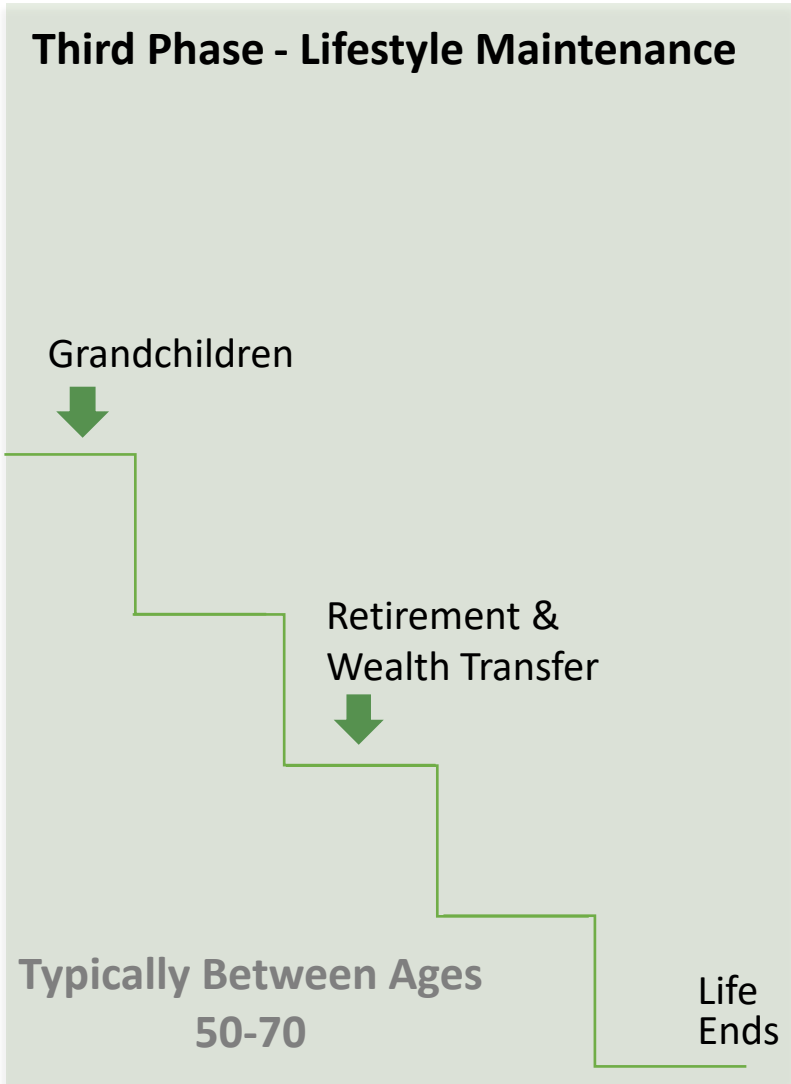 Third Phase - Lifestyle Maintenance
Grandchildren
Retirement &
Wealth Transfer
Typically Between Ages
50-70
Life
Ends